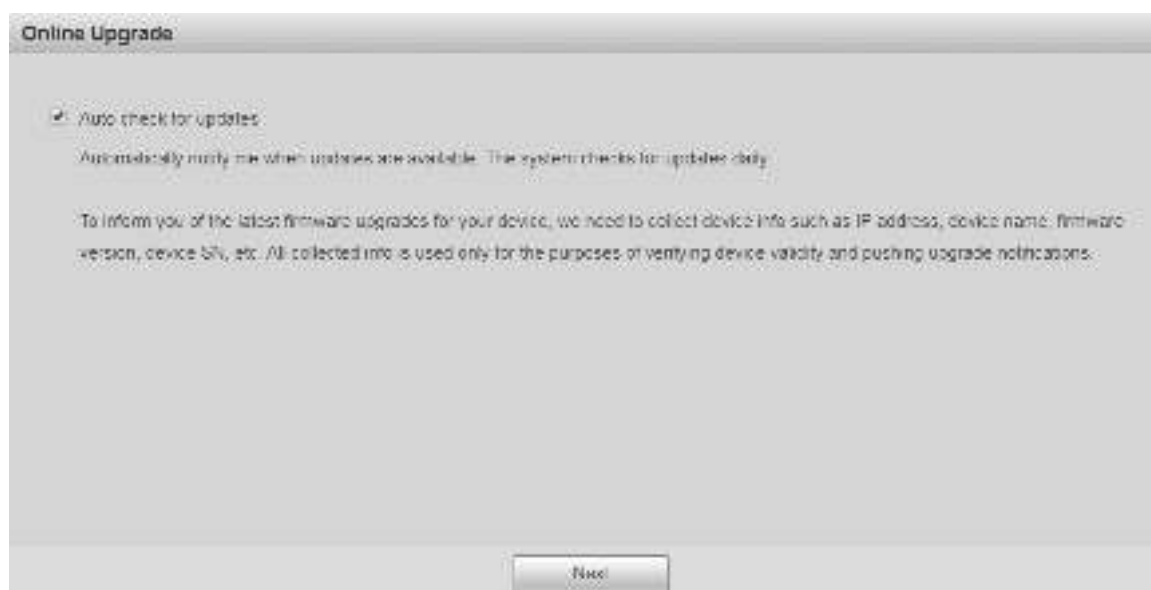 Online Upgrade
Auto check for updates
Automatically notify me when updates are available. The system checks for updates daily.
To inform you of the latest firmware upgrades for your device, we need to collect device info such as IP address, device name, firmware
version, device SN, etc. All collected info is used only for the purposes of verifying device validity and pushing upgrade notifications.
Next